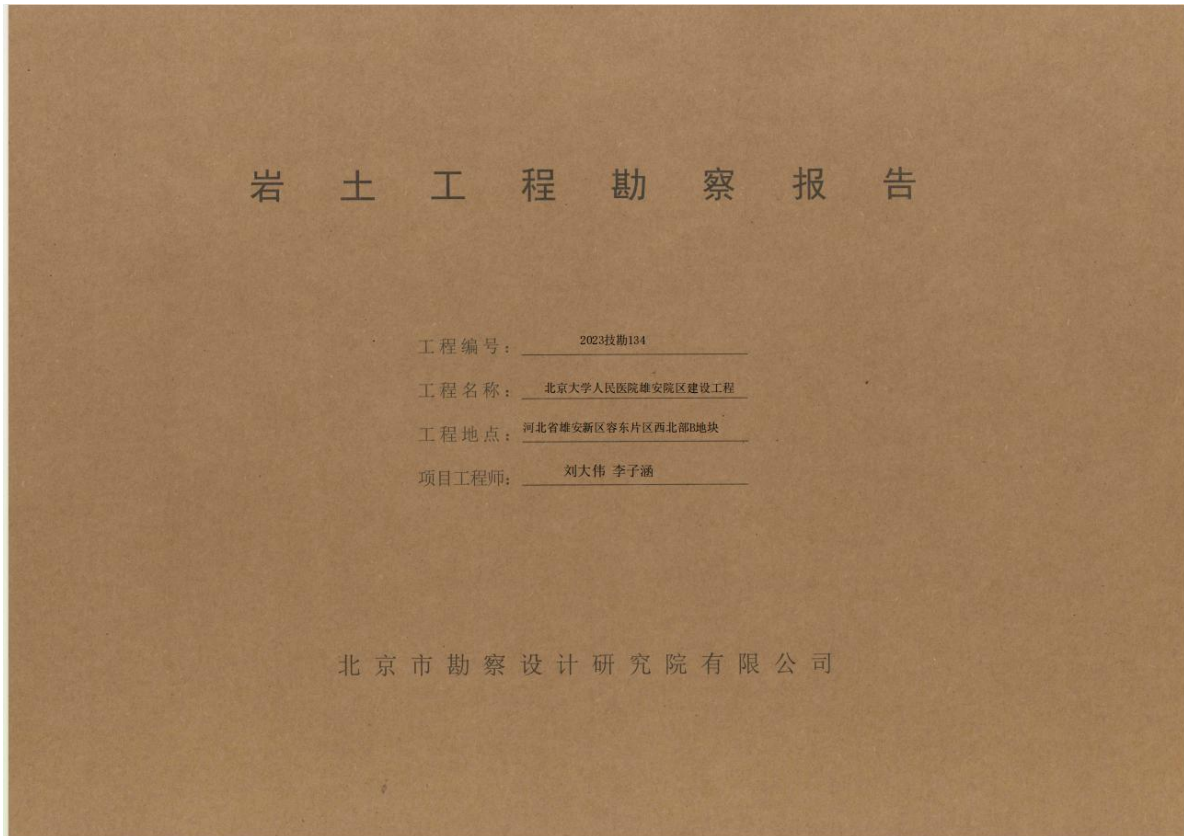 岩土工程勘察报告
工程编号：2023技勘134
工程名称：北京大学人民医院雄安院区建设工程
工程地点：河北省雄安新区容东片区西北部B地块
项目工程师：刘大伟 李子涵
北京市勘察设计研究院有限公司